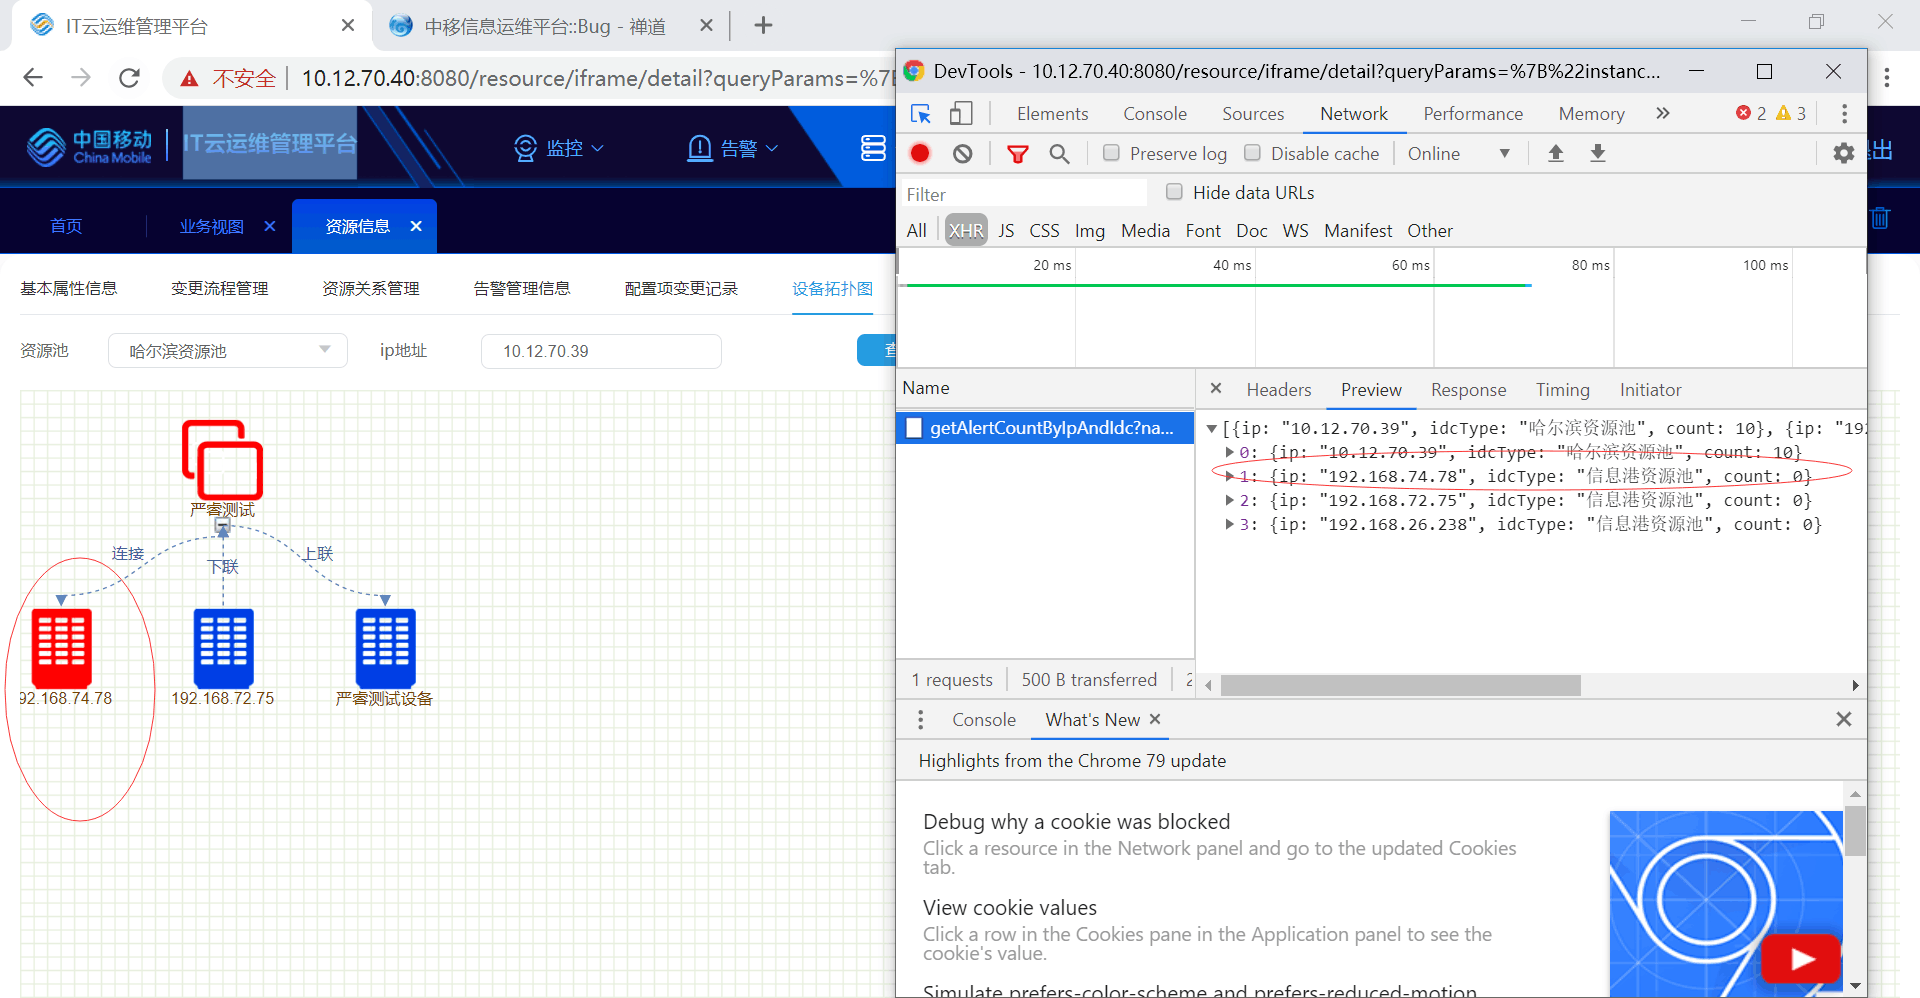 IT云运维管理平台
中移信息运维平台::Bug - 禅道
不安全
10.12.70.40:8080/resource/iframe/detail?queryParams=%7
中国移动
China Mobile
IT云运维管理平台
监控
告警
出
首页
业务视图
资源信息
基本属性信息
变更流程管理
资源关系管理
告警管理信息
配置项变更记录
设备拓扑图
资源池
哈尔滨资源池
ip地址
10.12.70.39
严睿测试
连接
下联
上联
92.168.74.78
192.168.72.75
严睿测试设备
DevTools - 10.12.70.40:8080/resource/iframe/detail?queryParams=%7B%22instanc...
Elements
Console
Sources
Network
Performance
Memory
2
3
Preserve log
Disable cache
Online
Filter
Hide data URLs
All
XHR
JS
CSS
Img
Media
Font
Doc
WS
Manifest
Other
20 ms
40 ms
60 ms
80 ms
100 ms
Name
Headers
Preview
Response
Timing
Initiator
getAlertCountByIpAndIdc?na...
[{ip: "10.12.70.39", idcType: "哈尔滨资源池", count: 10}, {ip: "192
0: {ip: "10.12.70.39", idcType: "哈尔滨资源池", count: 10}
1: {ip: "192.168.74.78", idcType: "信息港资源池", count: 0}
2: {ip: "192.168.72.75", idcType: "信息港资源池", count: 0}
3: {ip: "192.168.26.238", idcType: "信息港资源池", count: 0}
1 requests
500 B transferred
Console
What's New
Highlights from the Chrome 79 update
Debug why a cookie was blocked
Click a resource in the Network panel and go to the updated Cookies
tab.
View cookie values
Click a row in the Cookies pane in the Application panel to see the
cookie's value.
Simulate prefers-color-scheme and prefers-reduced-motion